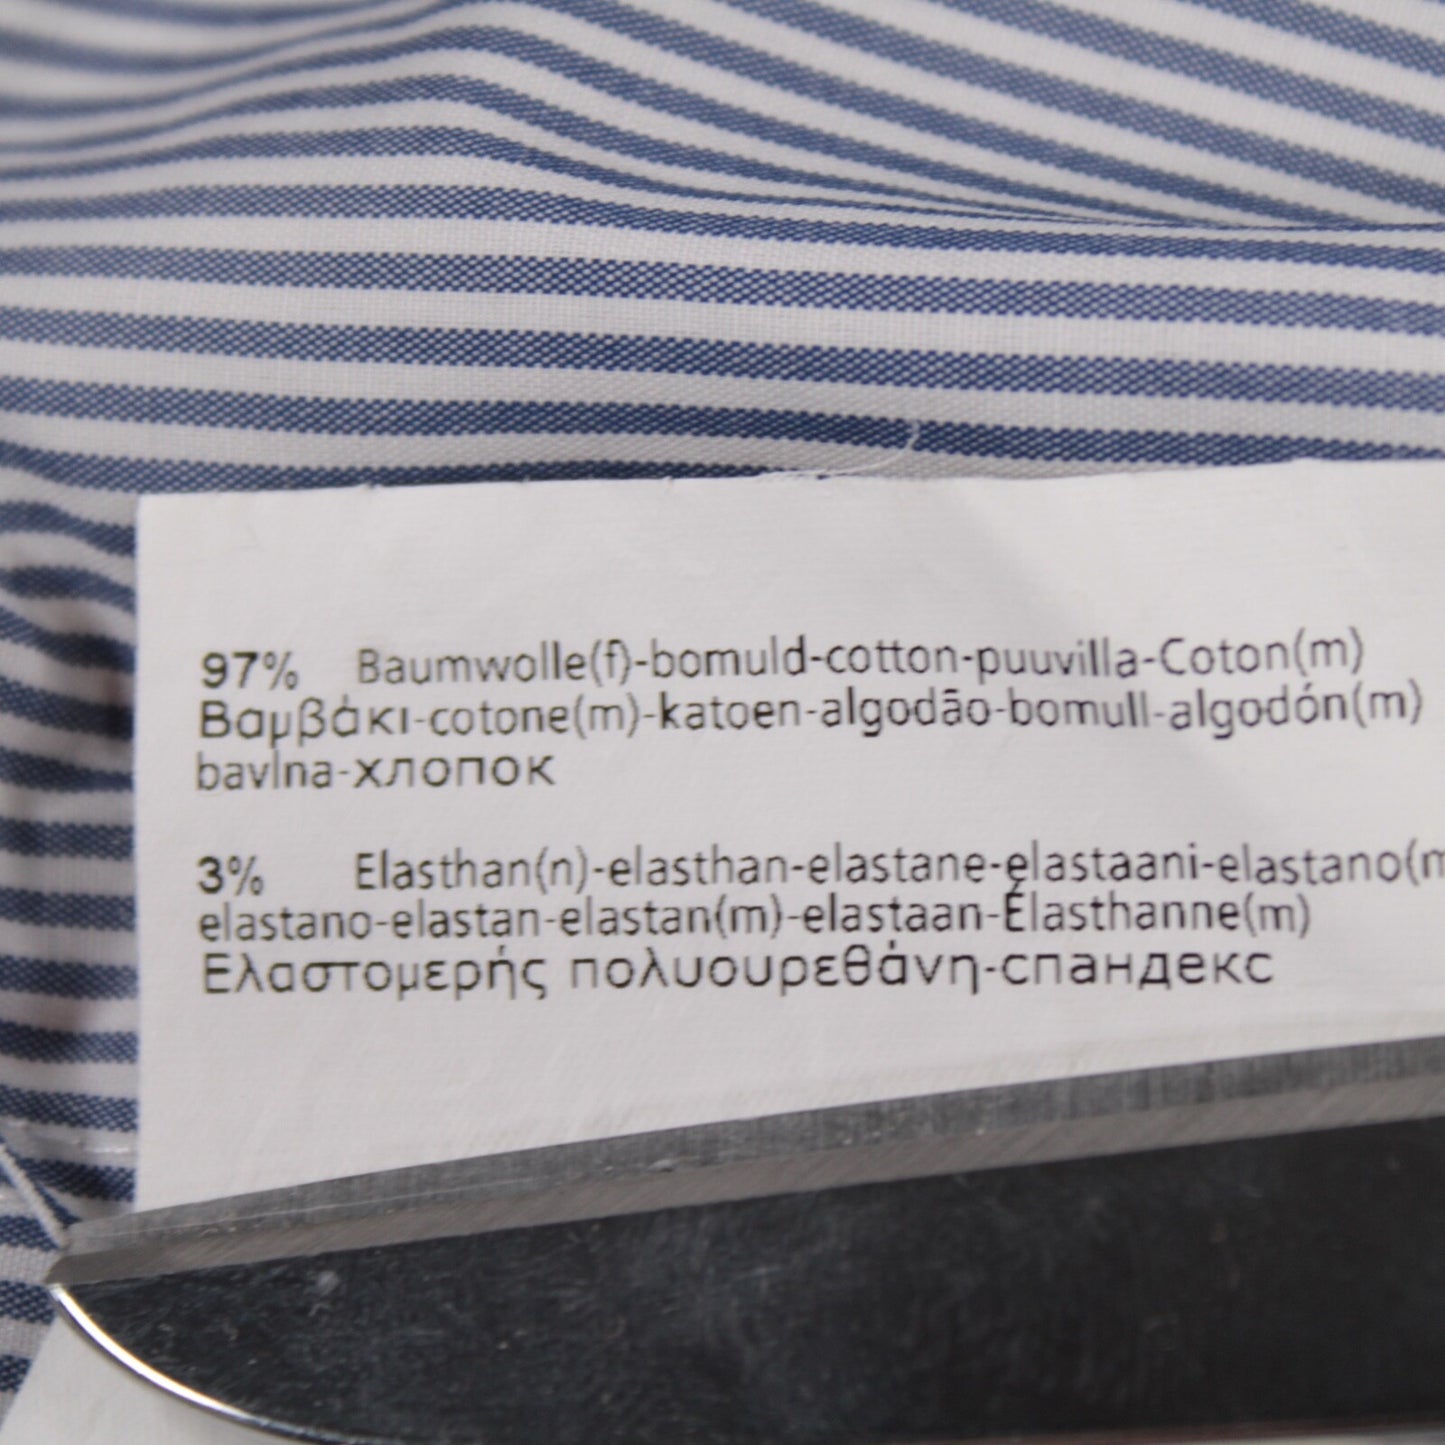 97% Baumwolle(f)-bomuld-cotton-puuvilla-Coton(m)
Βαμβάκι-cotone(m)-katoen-algodão-bomull-algodón(m)
bavlna-хлопок
3% Elasthan(n)-elasthan-elastane-elastaani-elastano(m
elastano-elastan-elastan(m)-elastaan-Élasthanne(m)
Ελαστομερής πολυουρεθάνη-спандекс